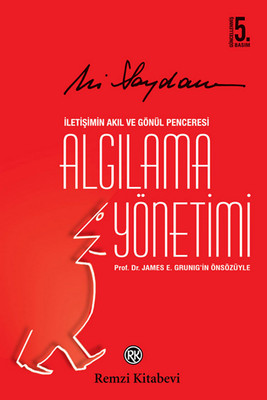 Ali Saydam
5.
BASIM
İLETİŞİMİN AKIL VE GÖNÜL PENCERESİ
ALGILAMA
YÖNETİMİ
Prof. Dr. JAMES E. GRUNIG'İN ÖNSÖZÜYLE
RK
Remzi Kitabevi